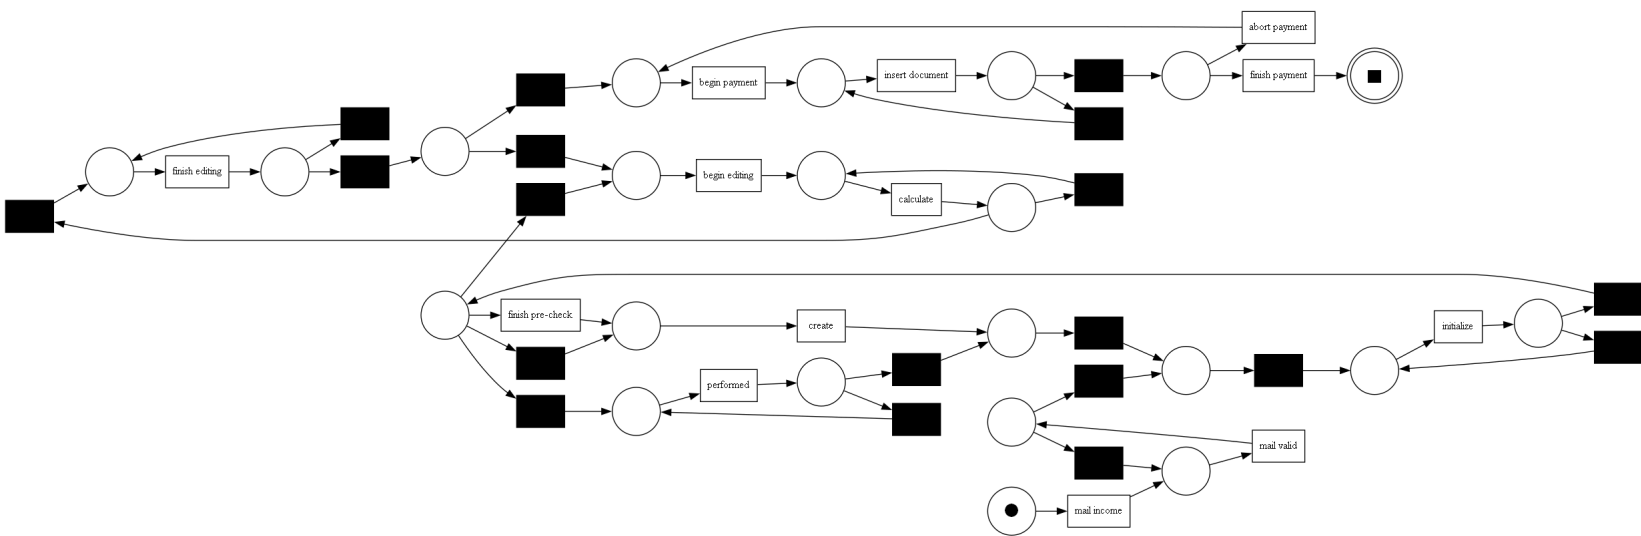 abort payment
begin payment
insert document
finish payment
finish editing
begin editing
calculate
finish pre-check
create
initialize
performed
mail valid
mail income